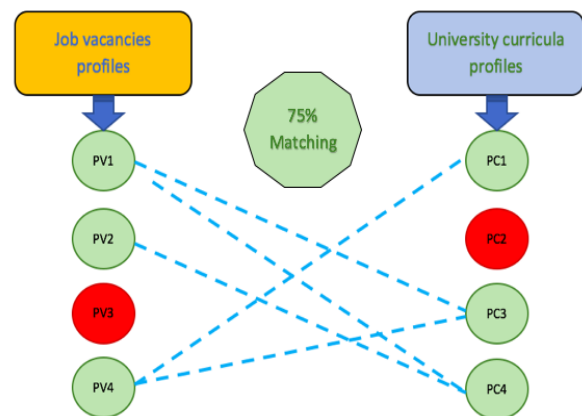 Job vacancies
profiles
University curricula
profiles
75%
Matching
PV1
PC1
PV2
PC2
PV3
PC3
PV4
PC4